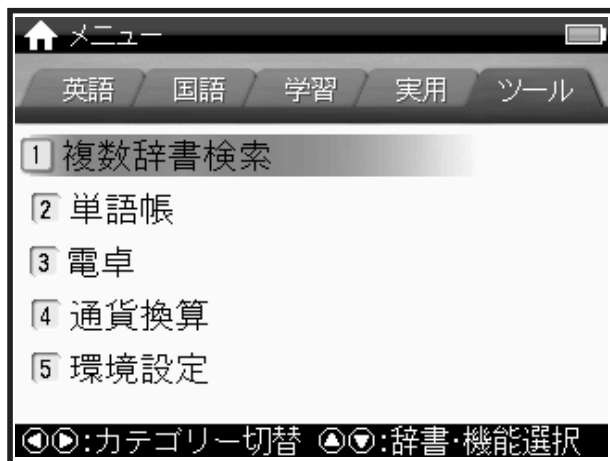 メニュー
英語 国語 学習 実用 ツール
1 複数辞書検索
2 単語帳
3 電卓
4 通貨換算
5 環境設定
◀▶:カテゴリー切替 ▲▼:辞書・機能選択